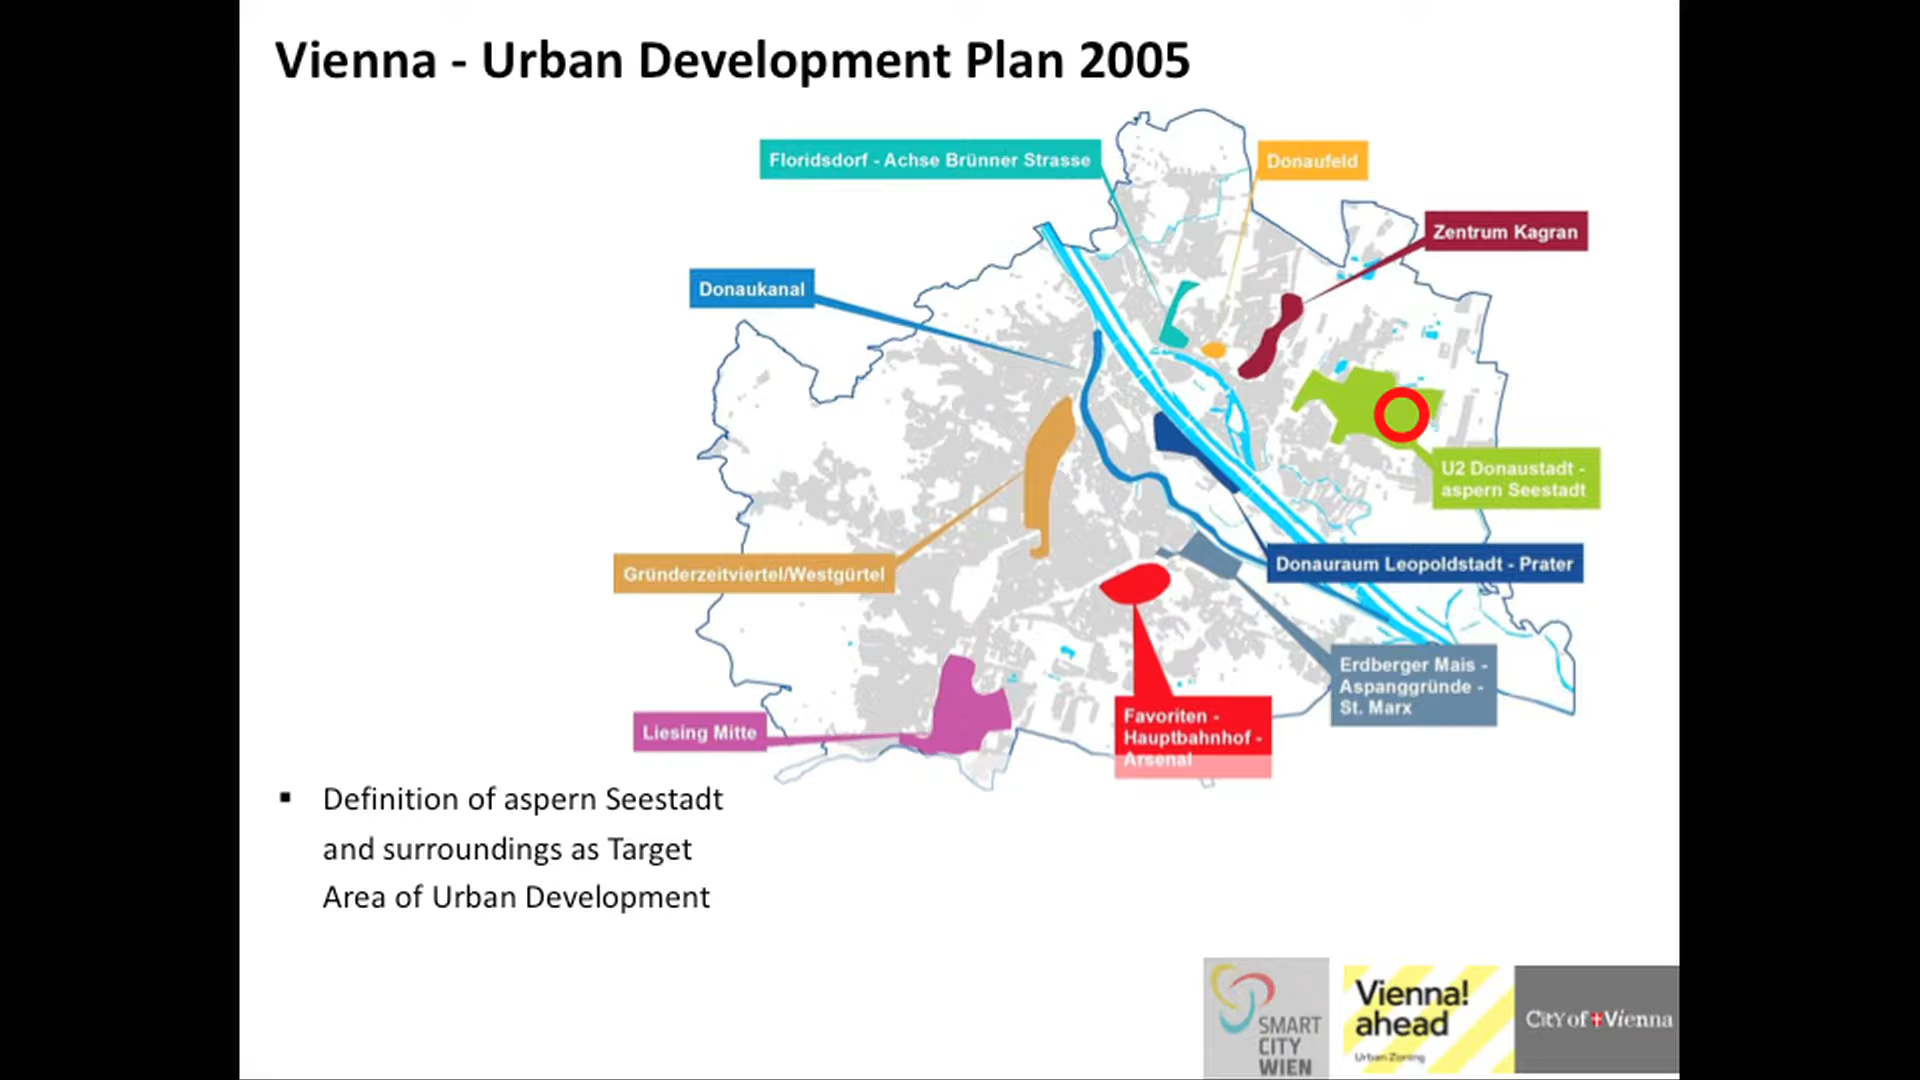 Vienna - Urban Development Plan 2005
Floridsdorf - Achse Brünner Strasse
Donaufeld
Zentrum Kagran
Donaukanal
U2 Donaustadt -
aspern Seestadt
Donauraum Leopoldstadt - Prater
Gründerzeitviertel/Westgürtel
Erdberger Mais -
Aspanggründe -
St. Marx
Favoriten -
Hauptbahnhof -
Arsenal
Liesing Mitte
▪ Definition of aspern Seestadt
and surroundings as Target
Area of Urban Development
SMART
CITY
WIEN
Vienna!
ahead
Urban Zoning
City of Vienna